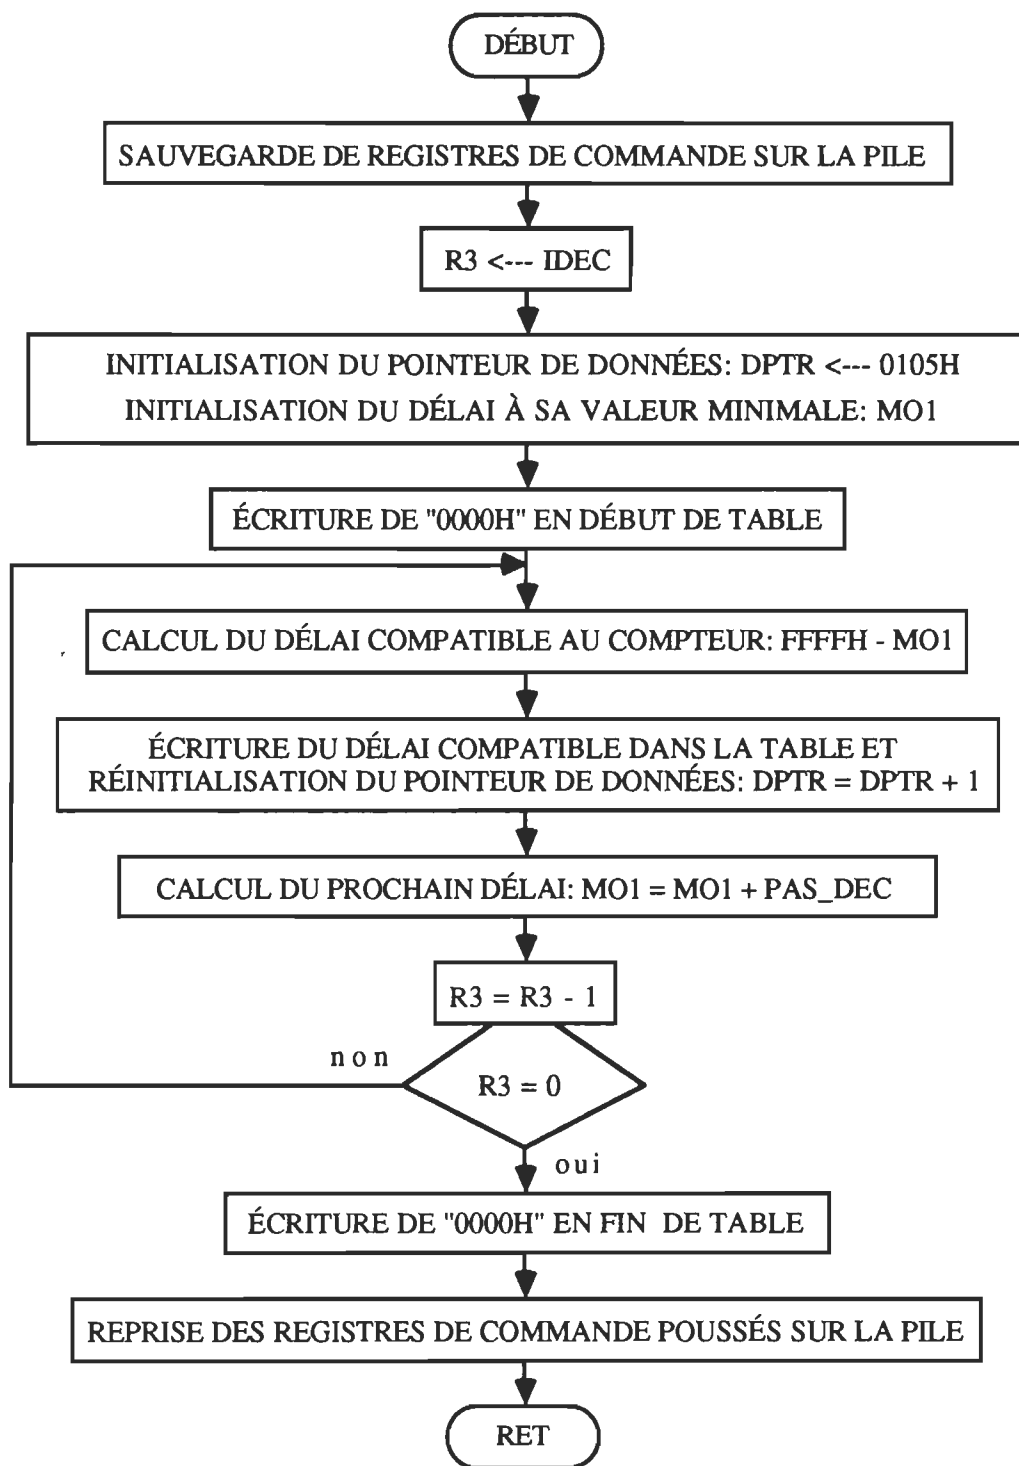 DÉBUT
SAUVEGARDE DE REGISTRES DE COMMANDE SUR LA PILE
R3 <--- IDEC
INITIALISATION DU POINTEUR DE DONNÉES: DPTR <--- 0105H
INITIALISATION DU DÉLAI À SA VALEUR MINIMALE: MO1
ÉCRITURE DE "0000H" EN DÉBUT DE TABLE
CALCUL DU DÉLAI COMPATIBLE AU COMPTEUR: FFFFH - MO1
ÉCRITURE DU DÉLAI COMPATIBLE DANS LA TABLE ET
RÉINITIALISATION DU POINTEUR DE DONNÉES: DPTR = DPTR + 1
CALCUL DU PROCHAIN DÉLAI: MO1 = MO1 + PAS_DEC
R3 = R3 - 1
non
R3 = 0
oui
ÉCRITURE DE "0000H" EN FIN DE TABLE
REPRISE DES REGISTRES DE COMMANDE POUSSÉS SUR LA PILE
RET